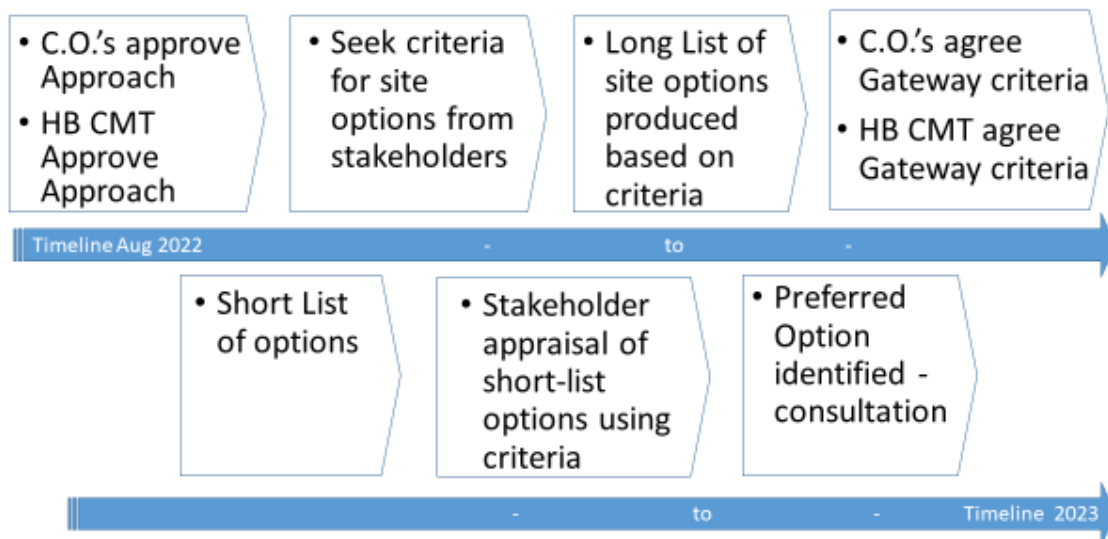 • C.O.'s approve
Approach
• HB CMT
Approve
Approach
• Seek criteria
for site
options from
stakeholders
• Long List of
site options
produced
based on
criteria
• C.O.'s agree
Gateway criteria
• HB CMT agree
Gateway criteria
Timeline Aug 2022 - to -
• Short List
of options
• Stakeholder
appraisal of
short-list
options using
criteria
• Preferred
Option
identified -
consultation
- to - Timeline 2023